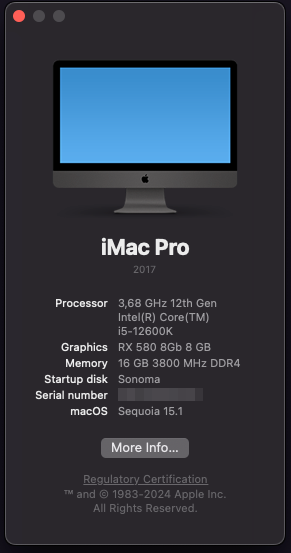 iMac Pro
2017
Processor 3,68 GHz 12th Gen
Intel(R) Core(TM)
i5-12600K
Graphics RX 580 8Gb 8 GB
Memory 16 GB 3800 MHz DDR4
Startup disk Sonoma
Serial number
macOS Sequoia 15.1
More Info...
Regulatory Certification
™ and © 1983-2024 Apple Inc.
All Rights Reserved.